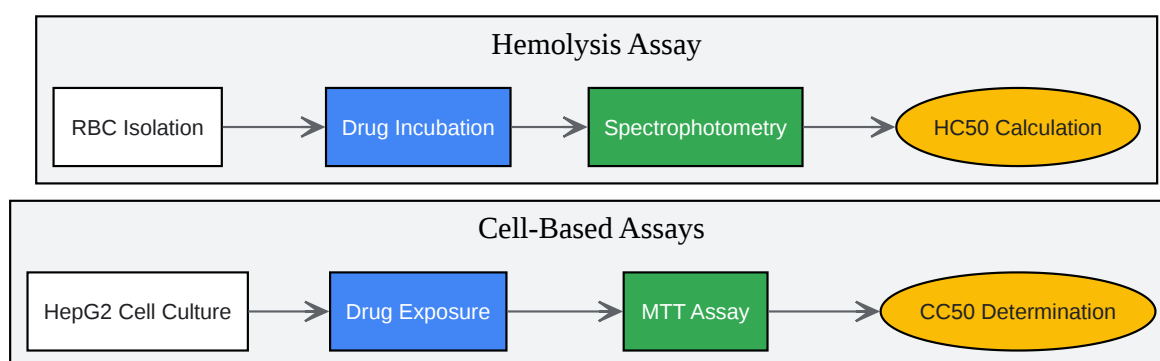 Hemolysis Assay
RBC Isolation
Drug Incubation
Spectrophotometry
HC50 Calculation
Cell-Based Assays
HepG2 Cell Culture
Drug Exposure
MTT Assay
CC50 Determination